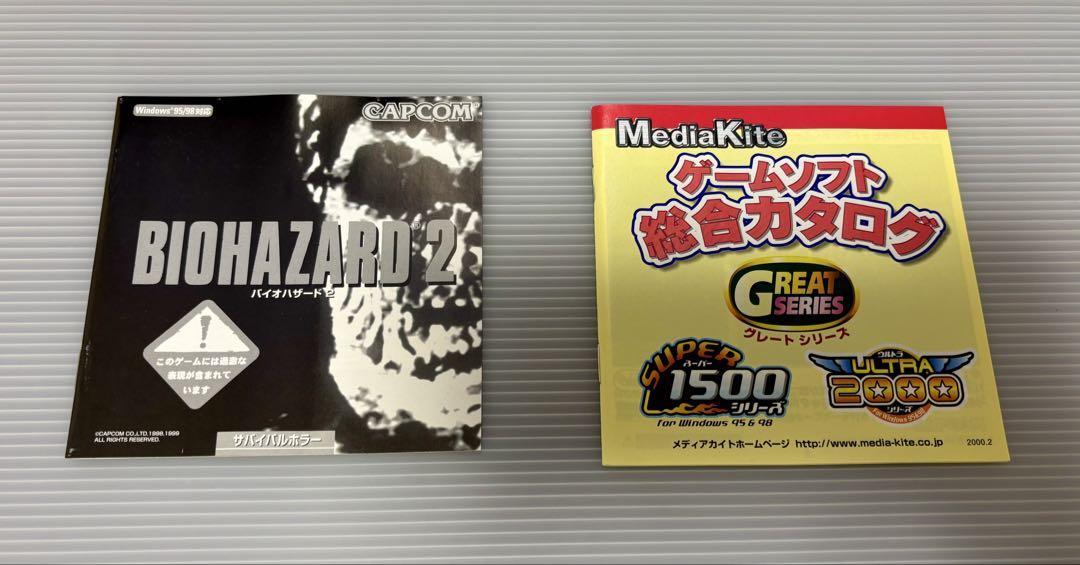 Windows®95/98対応
CAPCOM
BIOHAZARD®2
バイオハザード 2
!
このゲームには過激な
表現が含まれて
います
©CAPCOM CO.,LTD.1998,1999
ALL RIGHTS RESERVED.
サバイバルホラー
MediaKite
ゲームソフト
総合カタログ
GREAT
SERIES
グレート シリーズ
SUPER
スーパー
1500
シリーズ
for Windows 95 & 98
ウルトラ
ULTRA
2000
シリーズ
For Windows 95&98
メディアカイトホームページ http://www.media-kite.co.jp
2000.2